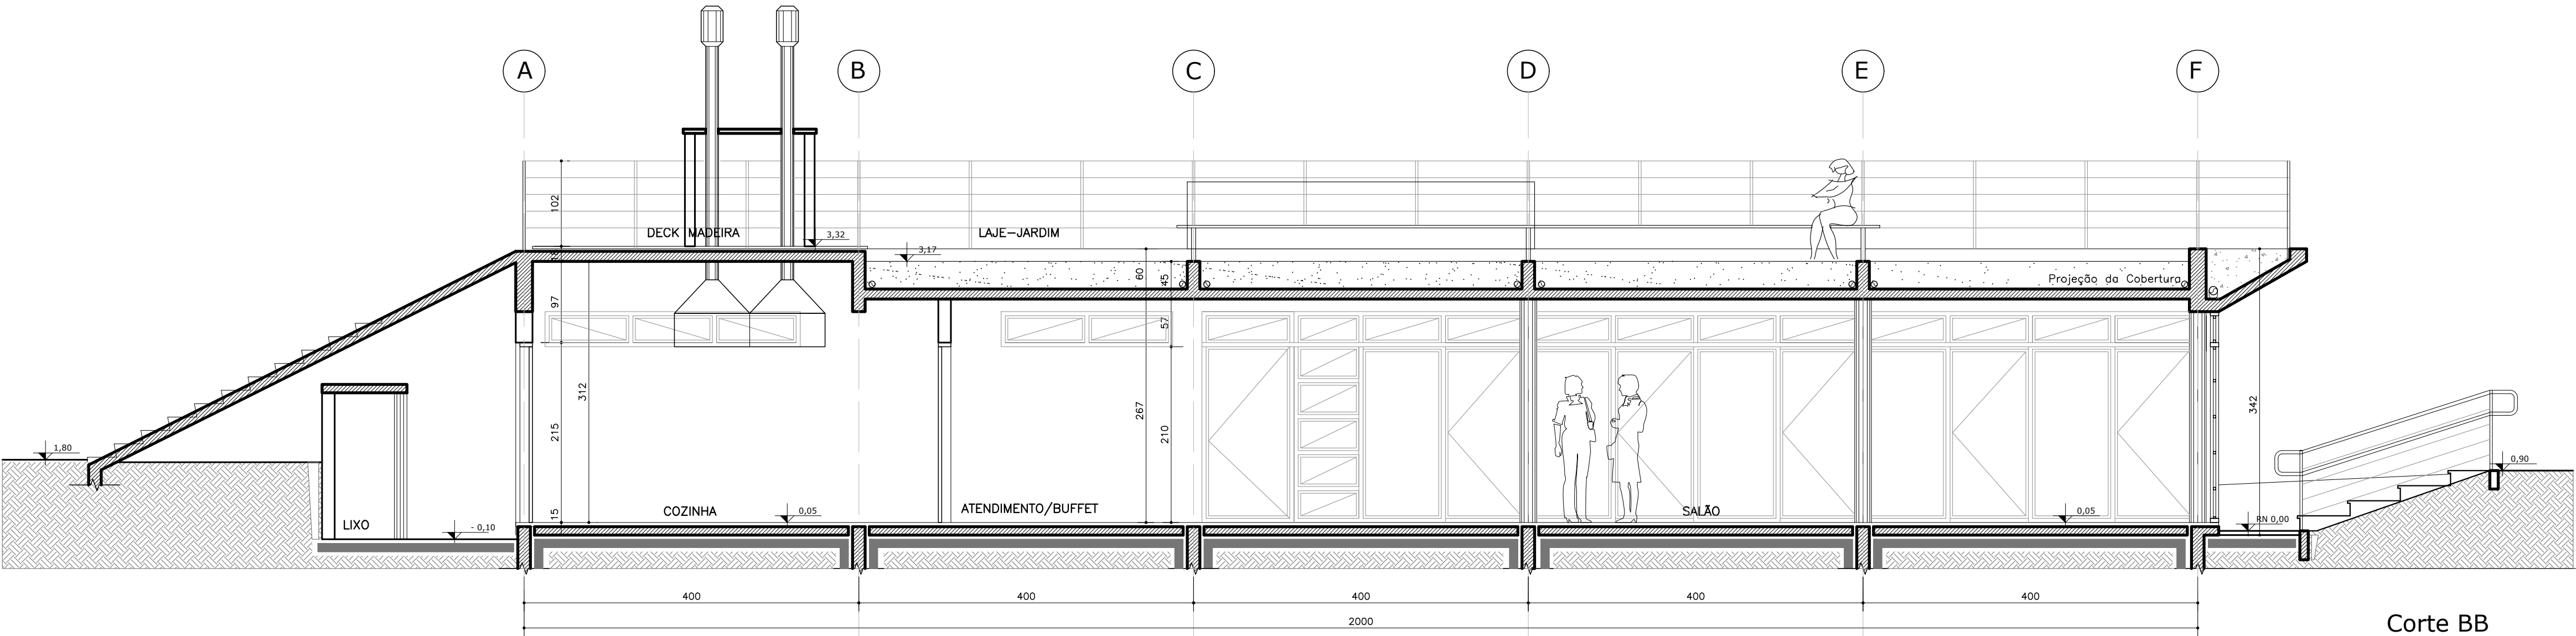 A
B
C
D
E
F
102
DECK MADEIRA
3,32
LAJE-JARDIM
3,17
18
60
45
Projeção da Cobertura
97
57
312
267
342
215
210
1,80
0,90
15
COZINHA
0,05
ATENDIMENTO/BUFFET
SALÃO
0,05
LIXO
- 0,10
RN 0,00
400
400
400
400
400
2000
Corte BB